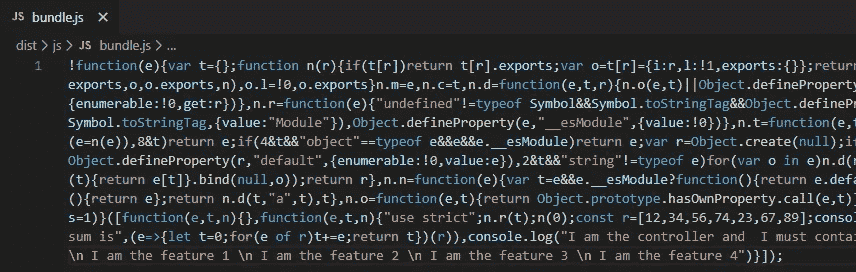 JS bundle.js ×
dist > js > JS bundle.js > ...
1 !function(e){var t={};function n(r){if(t[r])return t[r].exports;var o=t[r]={i:r,l:!1,exports:{}};return
exports,o,o.exports,n),o.l=!0,o.exports}n.m=e,n.c=t,n.d=function(e,t,r){n.o(e,t)||Object.defineProperty
{enumerable:!0,get:r})},n.r=function(e){"undefined"!=typeof Symbol&&Symbol.toStringTag&&Object.definePr
Symbol.toStringTag,{value:"Module"}),Object.defineProperty(e,"__esModule",{value:!0})},n.t=function(e,t
(e=n(e)),8&t)return e;if(4&t&&"object"==typeof e&&e&&e.__esModule)return e;var r=Object.create(null);if
Object.defineProperty(r,"default",{enumerable:!0,value:e}),2&t&&"string"!=typeof e)for(var o in e)n.d(r
(t){return e[t]}.bind(null,o));return r},n.n=function(e){var t=e&&e.__esModule?function(){return e.defa
(){return e};return n.d(t,"a",t),t},n.o=function(e,t){return Object.prototype.hasOwnProperty.call(e,t)}
s=1)}([function(e,t,n){},function(e,t,n){"use strict";n.r(t);n(0);const r=[12,34,56,74,23,67,89];consol
sum is",(e=>{let t=0;for(e of r)t+=e;return t})(r)),console.log("I am the controller and  I must contai
\n I am the feature 1 \n I am the feature 2 \n I am the feature 3 \n I am the feature 4")}]);